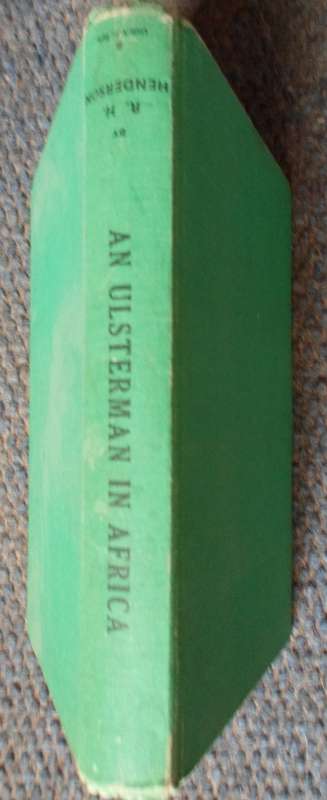 AN ULSTERMAN IN AFRICA
BY
R. N.
HENDERSON